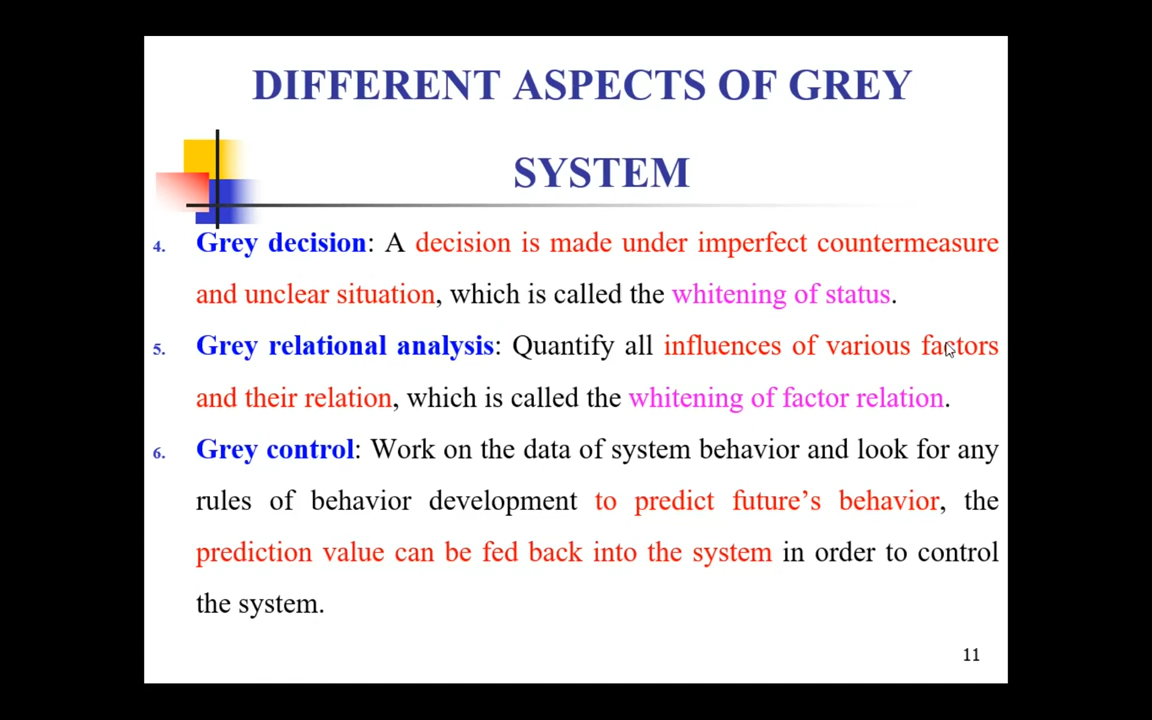 DIFFERENT ASPECTS OF GREY
SYSTEM
4. Grey decision: A decision is made under imperfect countermeasure
and unclear situation, which is called the whitening of status.
5. Grey relational analysis: Quantify all influences of various factors
and their relation, which is called the whitening of factor relation.
6. Grey control: Work on the data of system behavior and look for any
rules of behavior development to predict future’s behavior, the
prediction value can be fed back into the system in order to control
the system.
11